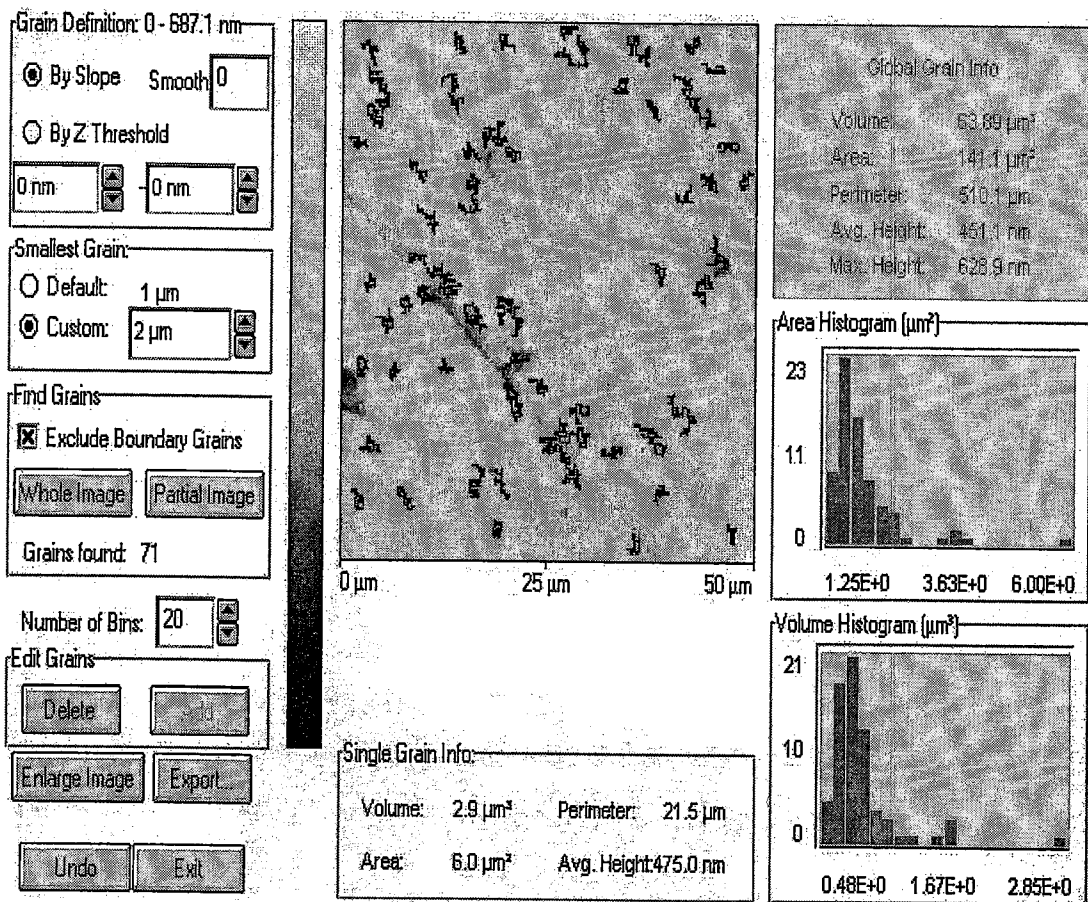 Grain Definition: 0 - 687.1 nm
By Slope Smooth: 0
By Z Threshold
0 nm - 0 nm
Smallest Grain:
Default: 1 µm
Custom: 2 µm
Find Grains
Exclude Boundary Grains
Whole Image Partial Image
Grains found: 71
Number of Bins: 20
Edit Grains
Delete Add
Enlarge Image Export...
Undo Exit
0 µm 25 µm 50 µm
Single Grain Info:
Volume: 2.9 µm³ Perimeter: 21.5 µm
Area: 6.0 µm² Avg. Height: 475.0 nm
Global Grain Info
Volume: 63.89 µm³
Area: 141.1 µm²
Perimeter: 510.1 µm
Avg. Height: 451.1 nm
Max. Height: 628.9 nm
Area Histogram (µm²)
23
11
0
1.25E+0 3.63E+0 6.00E+0
Volume Histogram (µm³)
21
10
0
0.48E+0 1.67E+0 2.85E+0